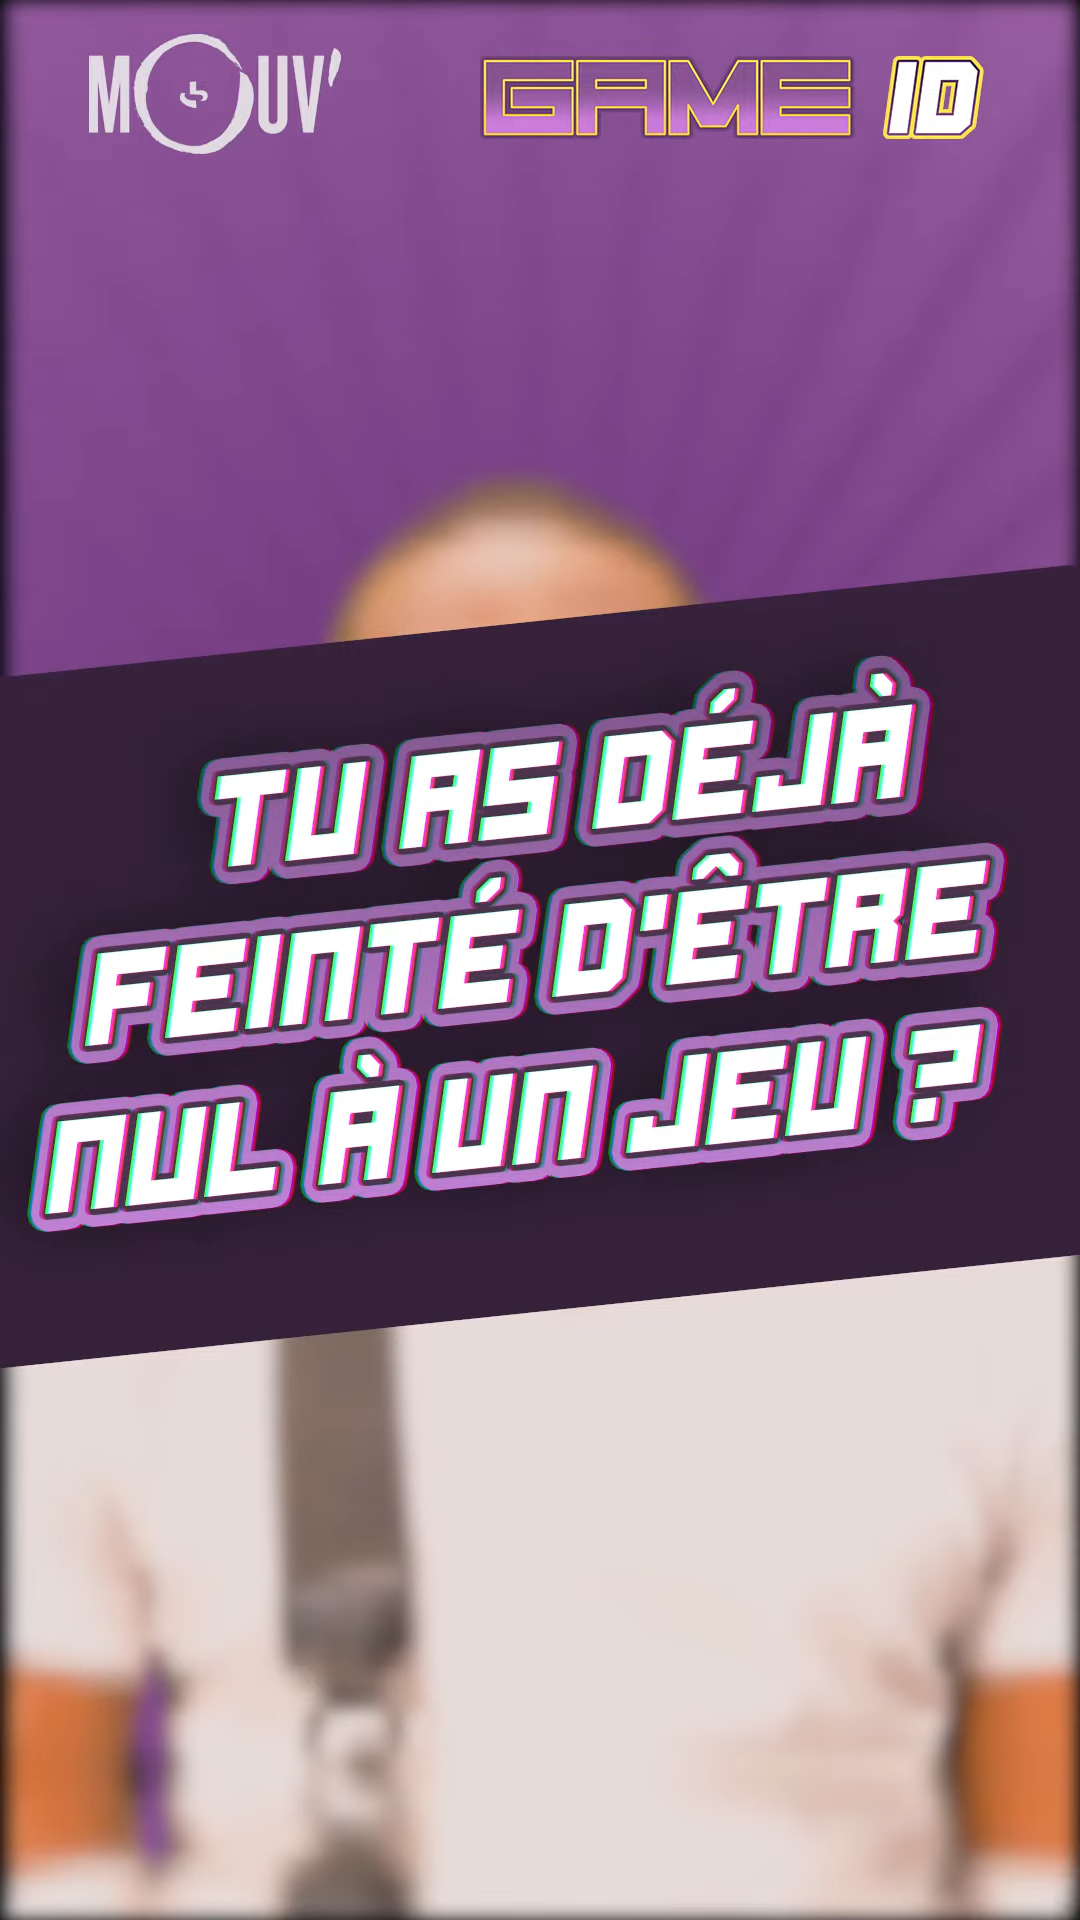 MOUV'
GAME ID
TU AS DÉJÀ
FEINTÉ D'ÊTRE
NUL À UN JEU ?